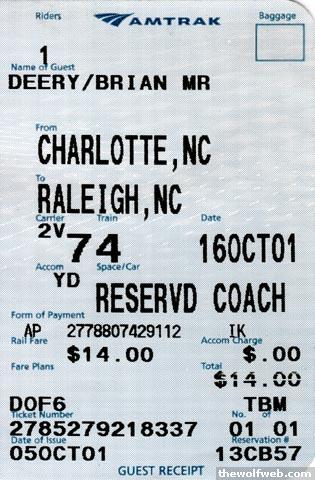 Riders AMTRAK Baggage
1
Name of Guest
DEERY/BRIAN MR
From
CHARLOTTE,NC
To
RALEIGH,NC
Carrier Train Date
2V 74 16OCT01
Accom Space/Car
YD RESERVD COACH
Form of Payment
AP 2778807429112 IK
Rail Fare Accom Charge
$14.00 $.00
Fare Plans Total
$14.00
DOF6 TBM
Ticket Number No. of
2785279218337 01 01
Date of Issue Reservation #
05OCT01 13CB57
GUEST RECEIPT
thewolfweb.com